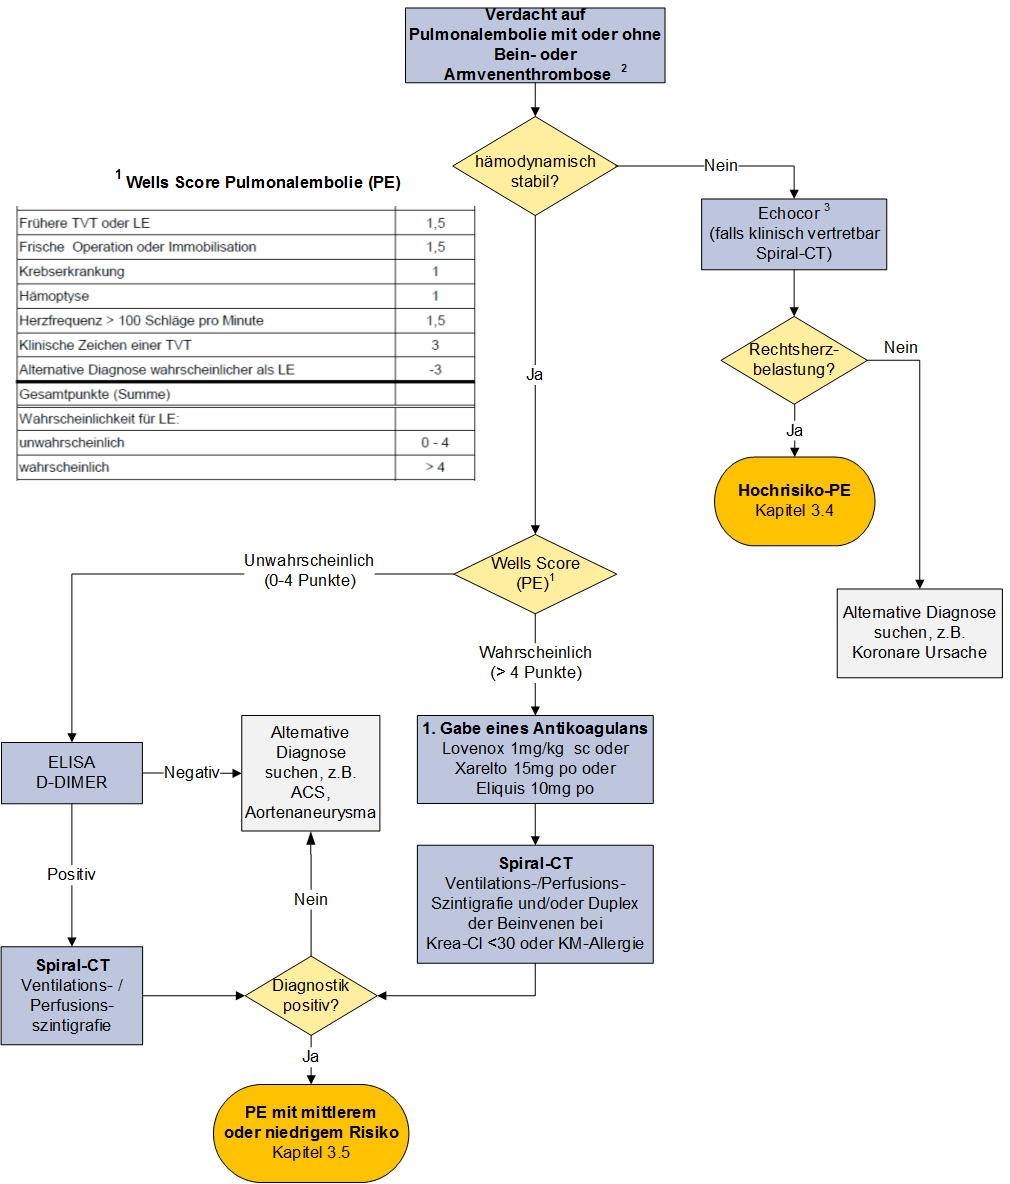 Verdacht auf
Pulmonalembolie mit oder ohne
Bein- oder
Armvenenthrombose 2
hämodynamisch
stabil?
Nein
Ja
Echocor 3
(falls klinisch vertretbar
Spiral-CT)
Rechtsherz-
belastung?
Nein
Ja
Hochrisiko-PE
Kapitel 3.4
Alternative Diagnose
suchen, z.B.
Koronare Ursache
1 Wells Score Pulmonalembolie (PE)
Frühere TVT oder LE 1,5
Frische Operation oder Immobilisation 1,5
Krebserkrankung 1
Hämoptyse 1
Herzfrequenz > 100 Schläge pro Minute 1,5
Klinische Zeichen einer TVT 3
Alternative Diagnose wahrscheinlicher als LE -3
Gesamtpunkte (Summe)
Wahrscheinlichkeit für LE:
unwahrscheinlich 0 - 4
wahrscheinlich > 4
Wells Score
(PE)1
Unwahrscheinlich
(0-4 Punkte)
Wahrscheinlich
(> 4 Punkte)
ELISA
D-DIMER
Negativ
Alternative
Diagnose
suchen, z.B.
ACS,
Aortenaneurysma
1. Gabe eines Antikoagulans
Lovenox 1mg/kg sc oder
Xarelto 15mg po oder
Eliquis 10mg po
Positiv
Nein
Spiral-CT
Ventilations-/Perfusions-
Szintigrafie und/oder Duplex
der Beinvenen bei
Krea-Cl <30 oder KM-Allergie
Spiral-CT
Ventilations- /
Perfusions-
szintigrafie
Diagnostik
positiv?
Ja
PE mit mittlerem
oder niedrigem Risiko
Kapitel 3.5